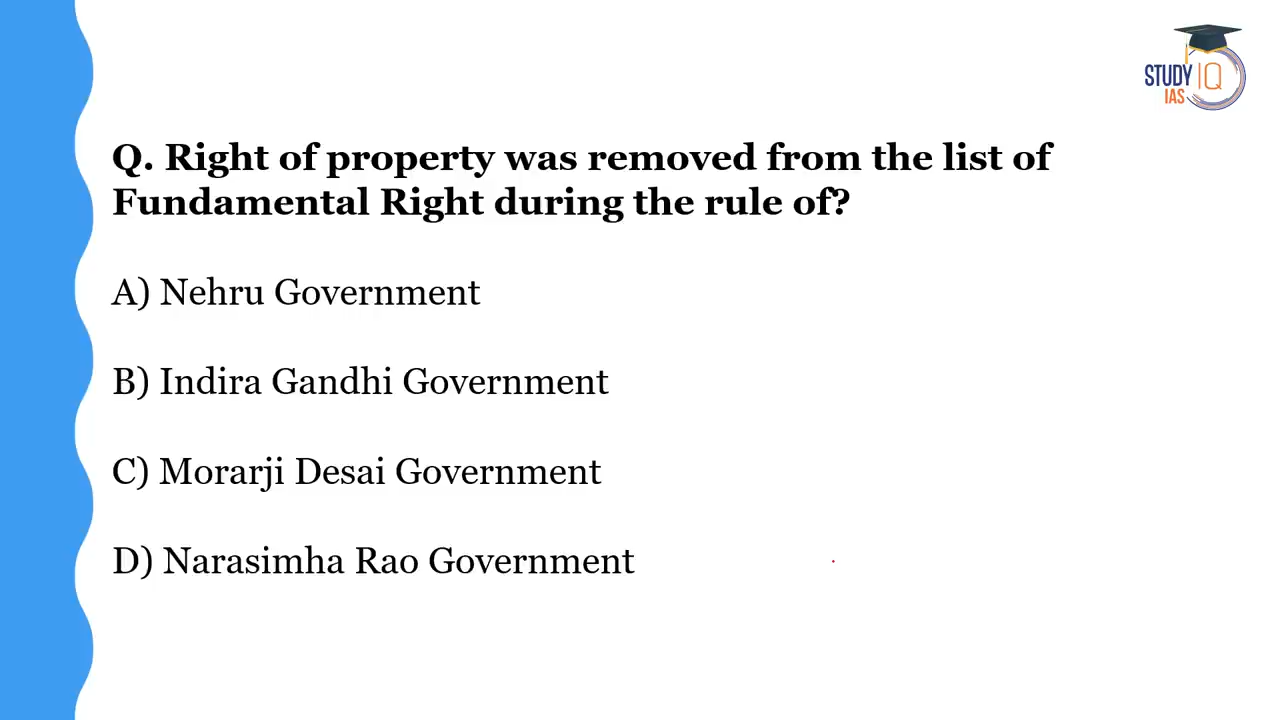 STUDY IQ
IAS
Q. Right of property was removed from the list of
Fundamental Right during the rule of?
A) Nehru Government
B) Indira Gandhi Government
C) Morarji Desai Government
D) Narasimha Rao Government